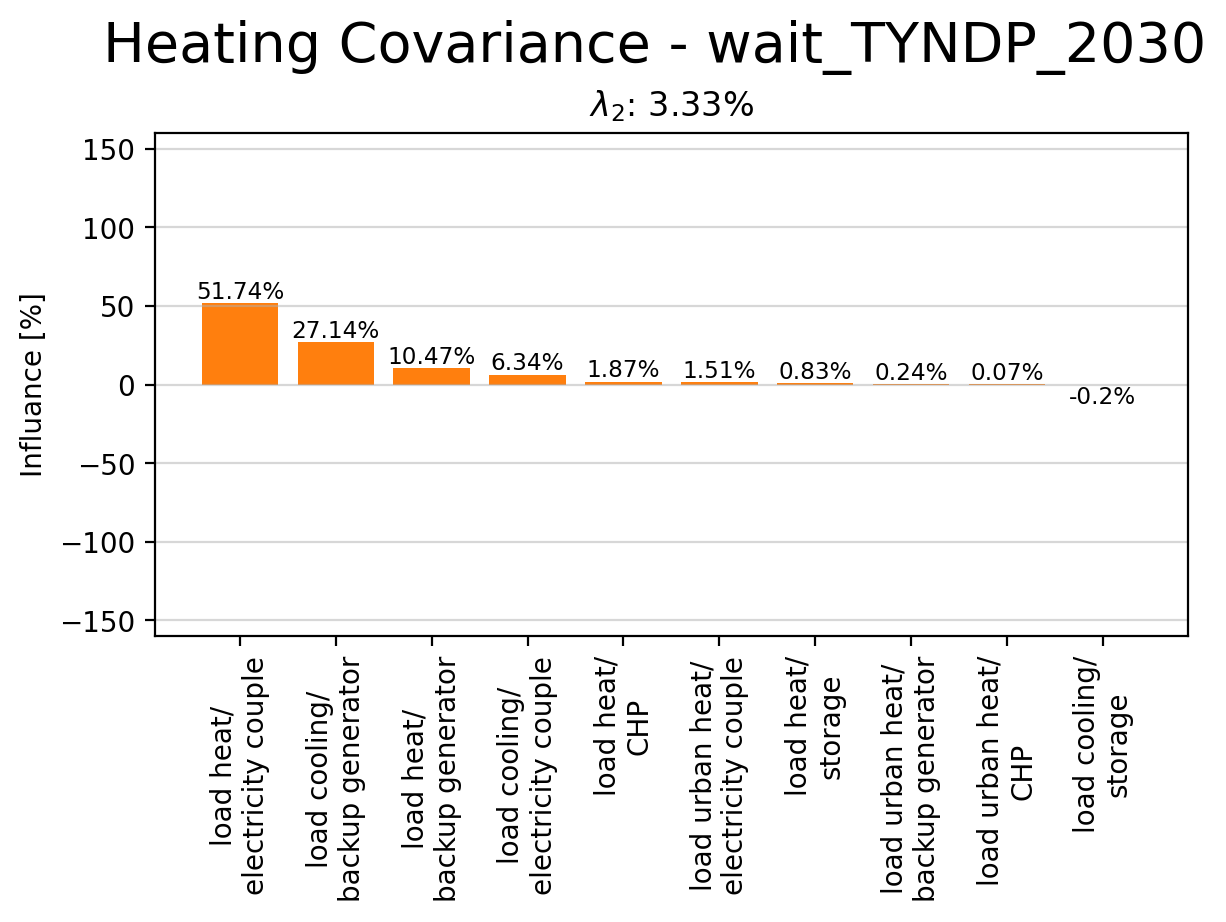 Heating Covariance - wait_TYNDP_2030
λ₂: 3.33%
Influance [%]
150
100
50
0
−50
−100
−150
51.74%
27.14%
10.47%
6.34%
1.87%
1.51%
0.83%
0.24%
0.07%
-0.2%
load heat/
electricity couple
load cooling/
backup generator
load heat/
backup generator
load cooling/
electricity couple
load heat/
CHP
load urban heat/
electricity couple
load heat/
storage
load urban heat/
backup generator
load urban heat/
CHP
load cooling/
storage